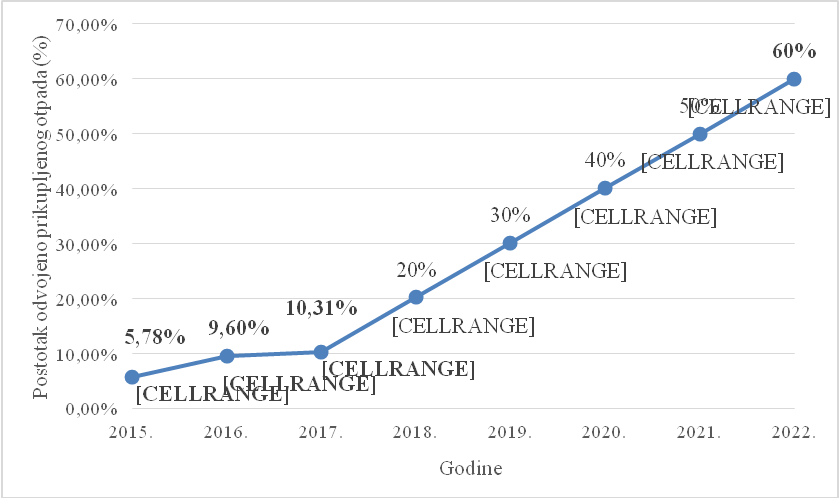 70,00%
60,00%
50,00%
40,00%
30,00%
20,00%
10,00%
0,00%
Postotak odvojeno prikupljenog otpada (%)
5,78%
[CELLRANGE]
9,60%
[CELLRANGE]
10,31%
[CELLRANGE]
20%
[CELLRANGE]
30%
[CELLRANGE]
40%
[CELLRANGE]
50%
[CELLRANGE]
60%
[CELLRANGE]
2015. 2016. 2017. 2018. 2019. 2020. 2021. 2022.
Godine